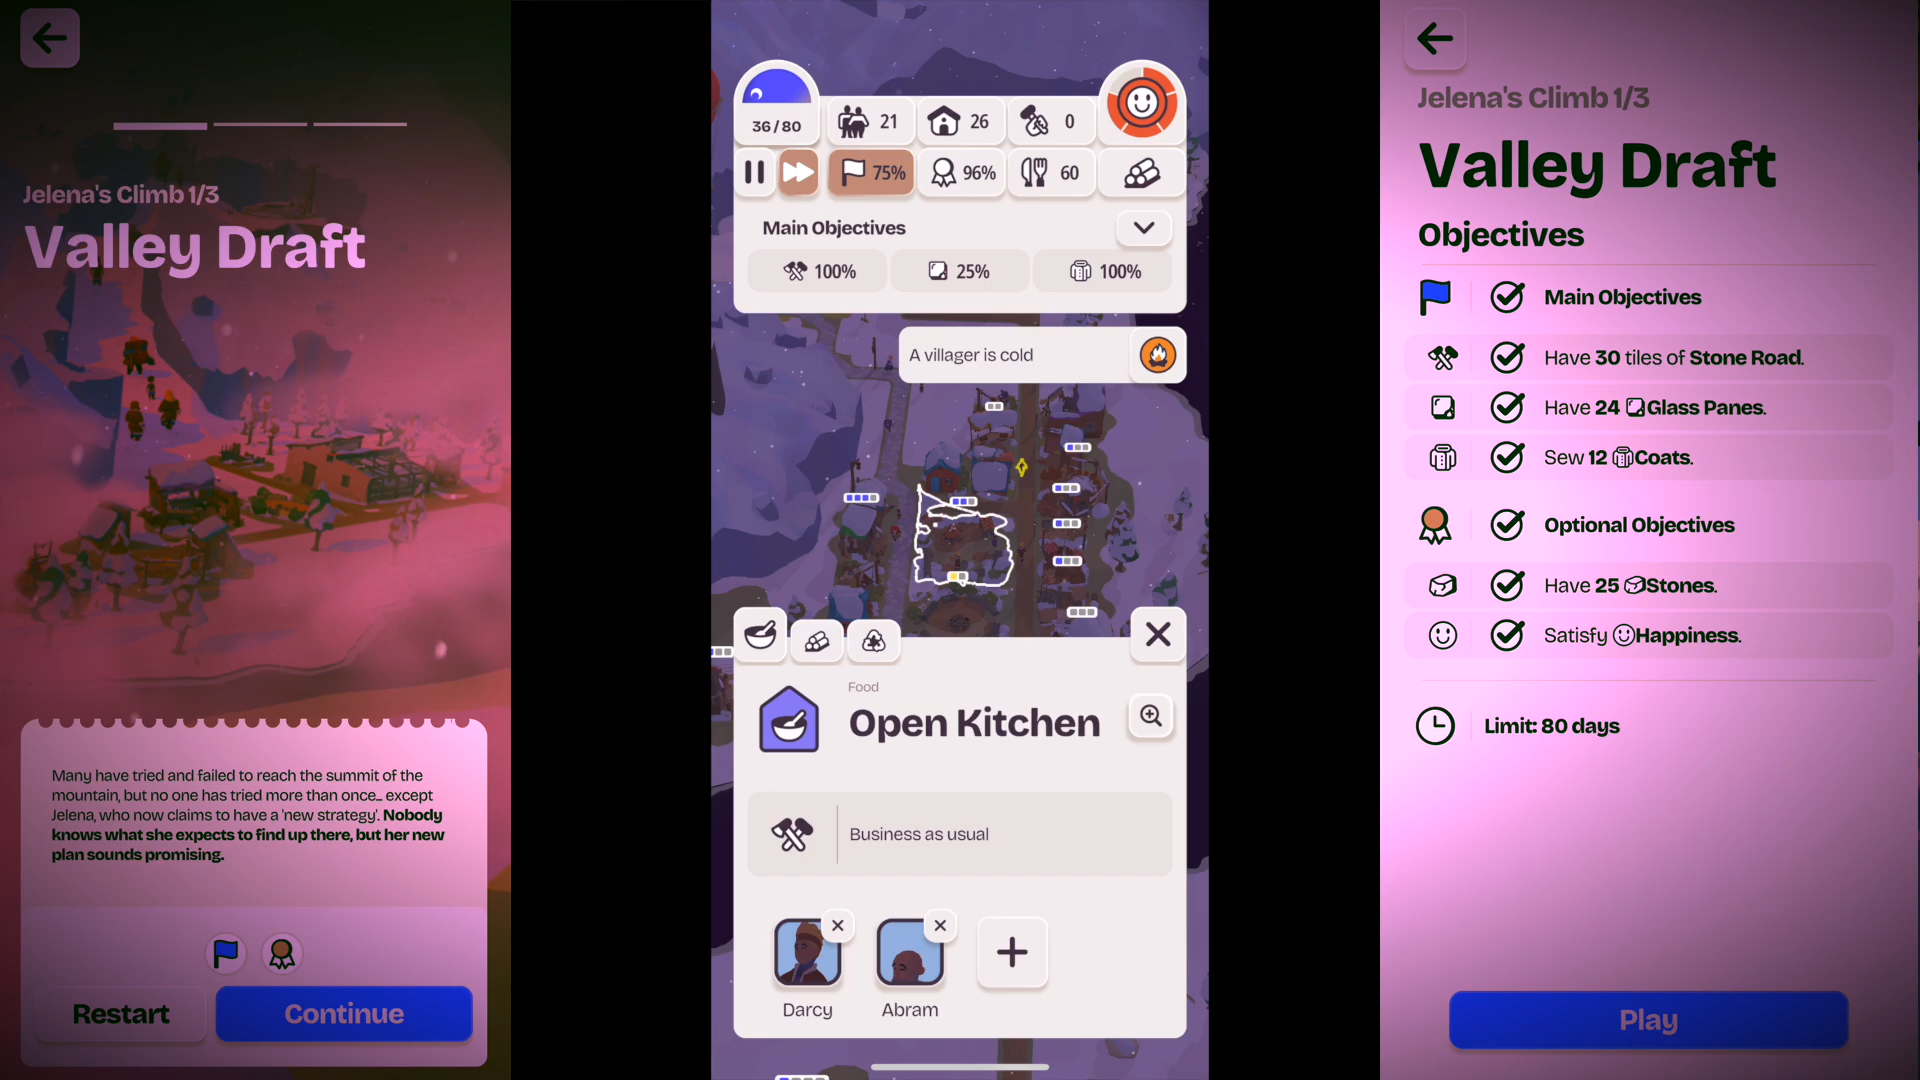 Jelena's Climb 1/3
Valley Draft
Many have tried and failed to reach the summit of the
mountain, but no one has tried more than once... except
Jelena, who now claims to have a 'new strategy'. Nobody
knows what she expects to find up there, but her new
plan sounds promising.
Restart
Continue
36/80
21
26
0
75%
96%
60
Main Objectives
100%
25%
100%
A villager is cold
Food
Open Kitchen
Business as usual
Darcy
Abram
Jelena's Climb 1/3
Valley Draft
Objectives
Main Objectives
Have 30 tiles of Stone Road.
Have 24 Glass Panes.
Sew 12 Coats.
Optional Objectives
Have 25 Stones.
Satisfy Happiness.
Limit: 80 days
Play